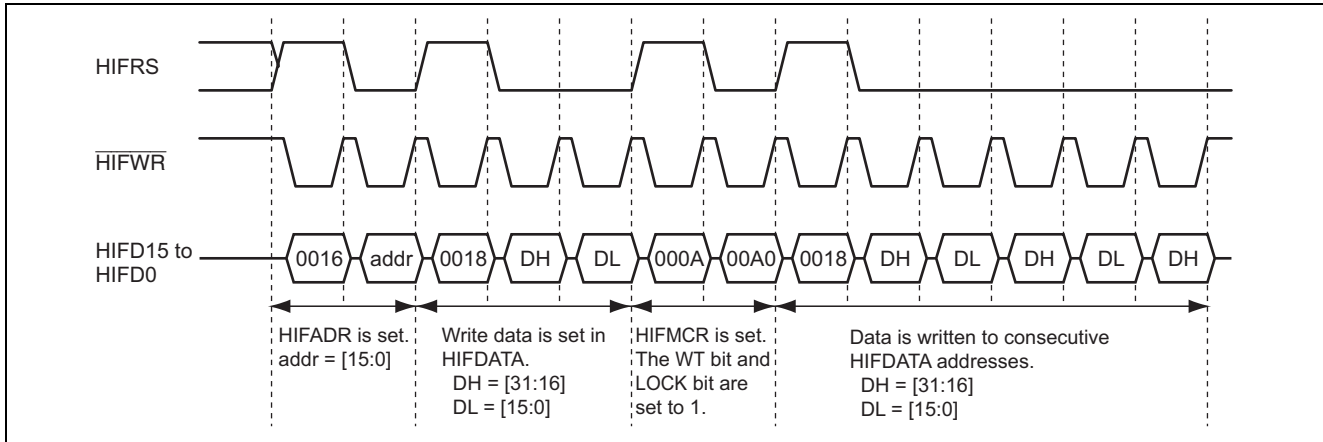 HIFRS
HIFWR
HIFD15 to
HIFD0
0016 addr 0018 DH DL 000A 00A0 0018 DH DL DH DL DH
HIFADR is set.
addr = [15:0]
Write data is set in
HIFDATA.
DH = [31:16]
DL = [15:0]
HIFMCR is set.
The WT bit and
LOCK bit are
set to 1.
Data is written to consecutive
HIFDATA addresses.
DH = [31:16]
DL = [15:0]